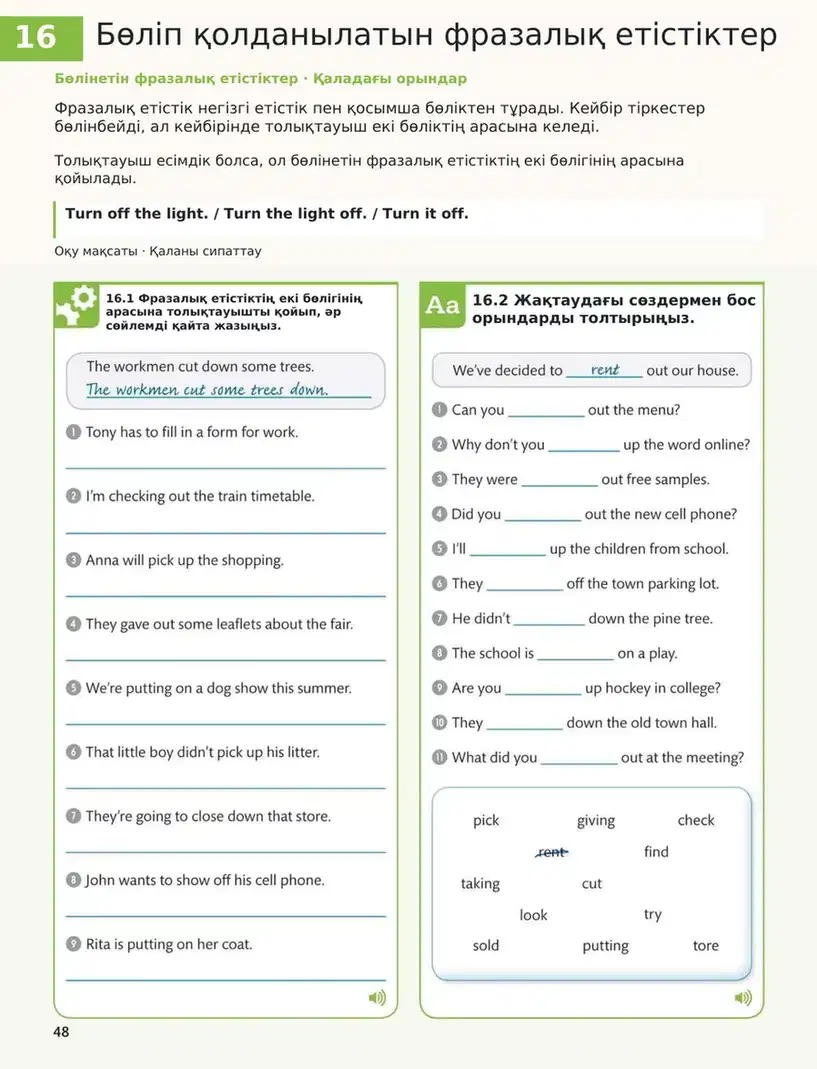 16
Бөліп қолданылатын фразалық етістіктер
Бөлінетін фразалық етістіктер · Қаладағы орындар
Фразалық етістік негізгі етістік пен қосымша бөліктен тұрады. Кейбір тіркестер
бөлінбейді, ал кейбірінде толықтауыш екі бөліктің арасына келеді.
Толықтауыш есімдік болса, ол бөлінетін фразалық етістіктің екі бөлігінің арасына
қойылады.
Turn off the light. / Turn the light off. / Turn it off.
Оқу мақсаты · Қаланы сипаттау
16.1 Фразалық етістіктің екі бөлігінің
арасына толықтауышты қойып, әр
сөйлемді қайта жазыңыз.
The workmen cut down some trees.
The workmen cut some trees down.
1 Tony has to fill in a form for work.
2 I'm checking out the train timetable.
3 Anna will pick up the shopping.
4 They gave out some leaflets about the fair.
5 We're putting on a dog show this summer.
6 That little boy didn't pick up his litter.
7 They're going to close down that store.
8 John wants to show off his cell phone.
9 Rita is putting on her coat.
Aa
16.2 Жақтаудағы сөздермен бос
орындарды толтырыңыз.
We've decided to rent out our house.
1 Can you ________ out the menu?
2 Why don't you ________ up the word online?
3 They were ________ out free samples.
4 Did you ________ out the new cell phone?
5 I'll ________ up the children from school.
6 They ________ off the town parking lot.
7 He didn't ________ down the pine tree.
8 The school is ________ on a play.
9 Are you ________ up hockey in college?
10 They ________ down the old town hall.
11 What did you ________ out at the meeting?
pick giving check
rent find
taking cut
look try
sold putting tore
48